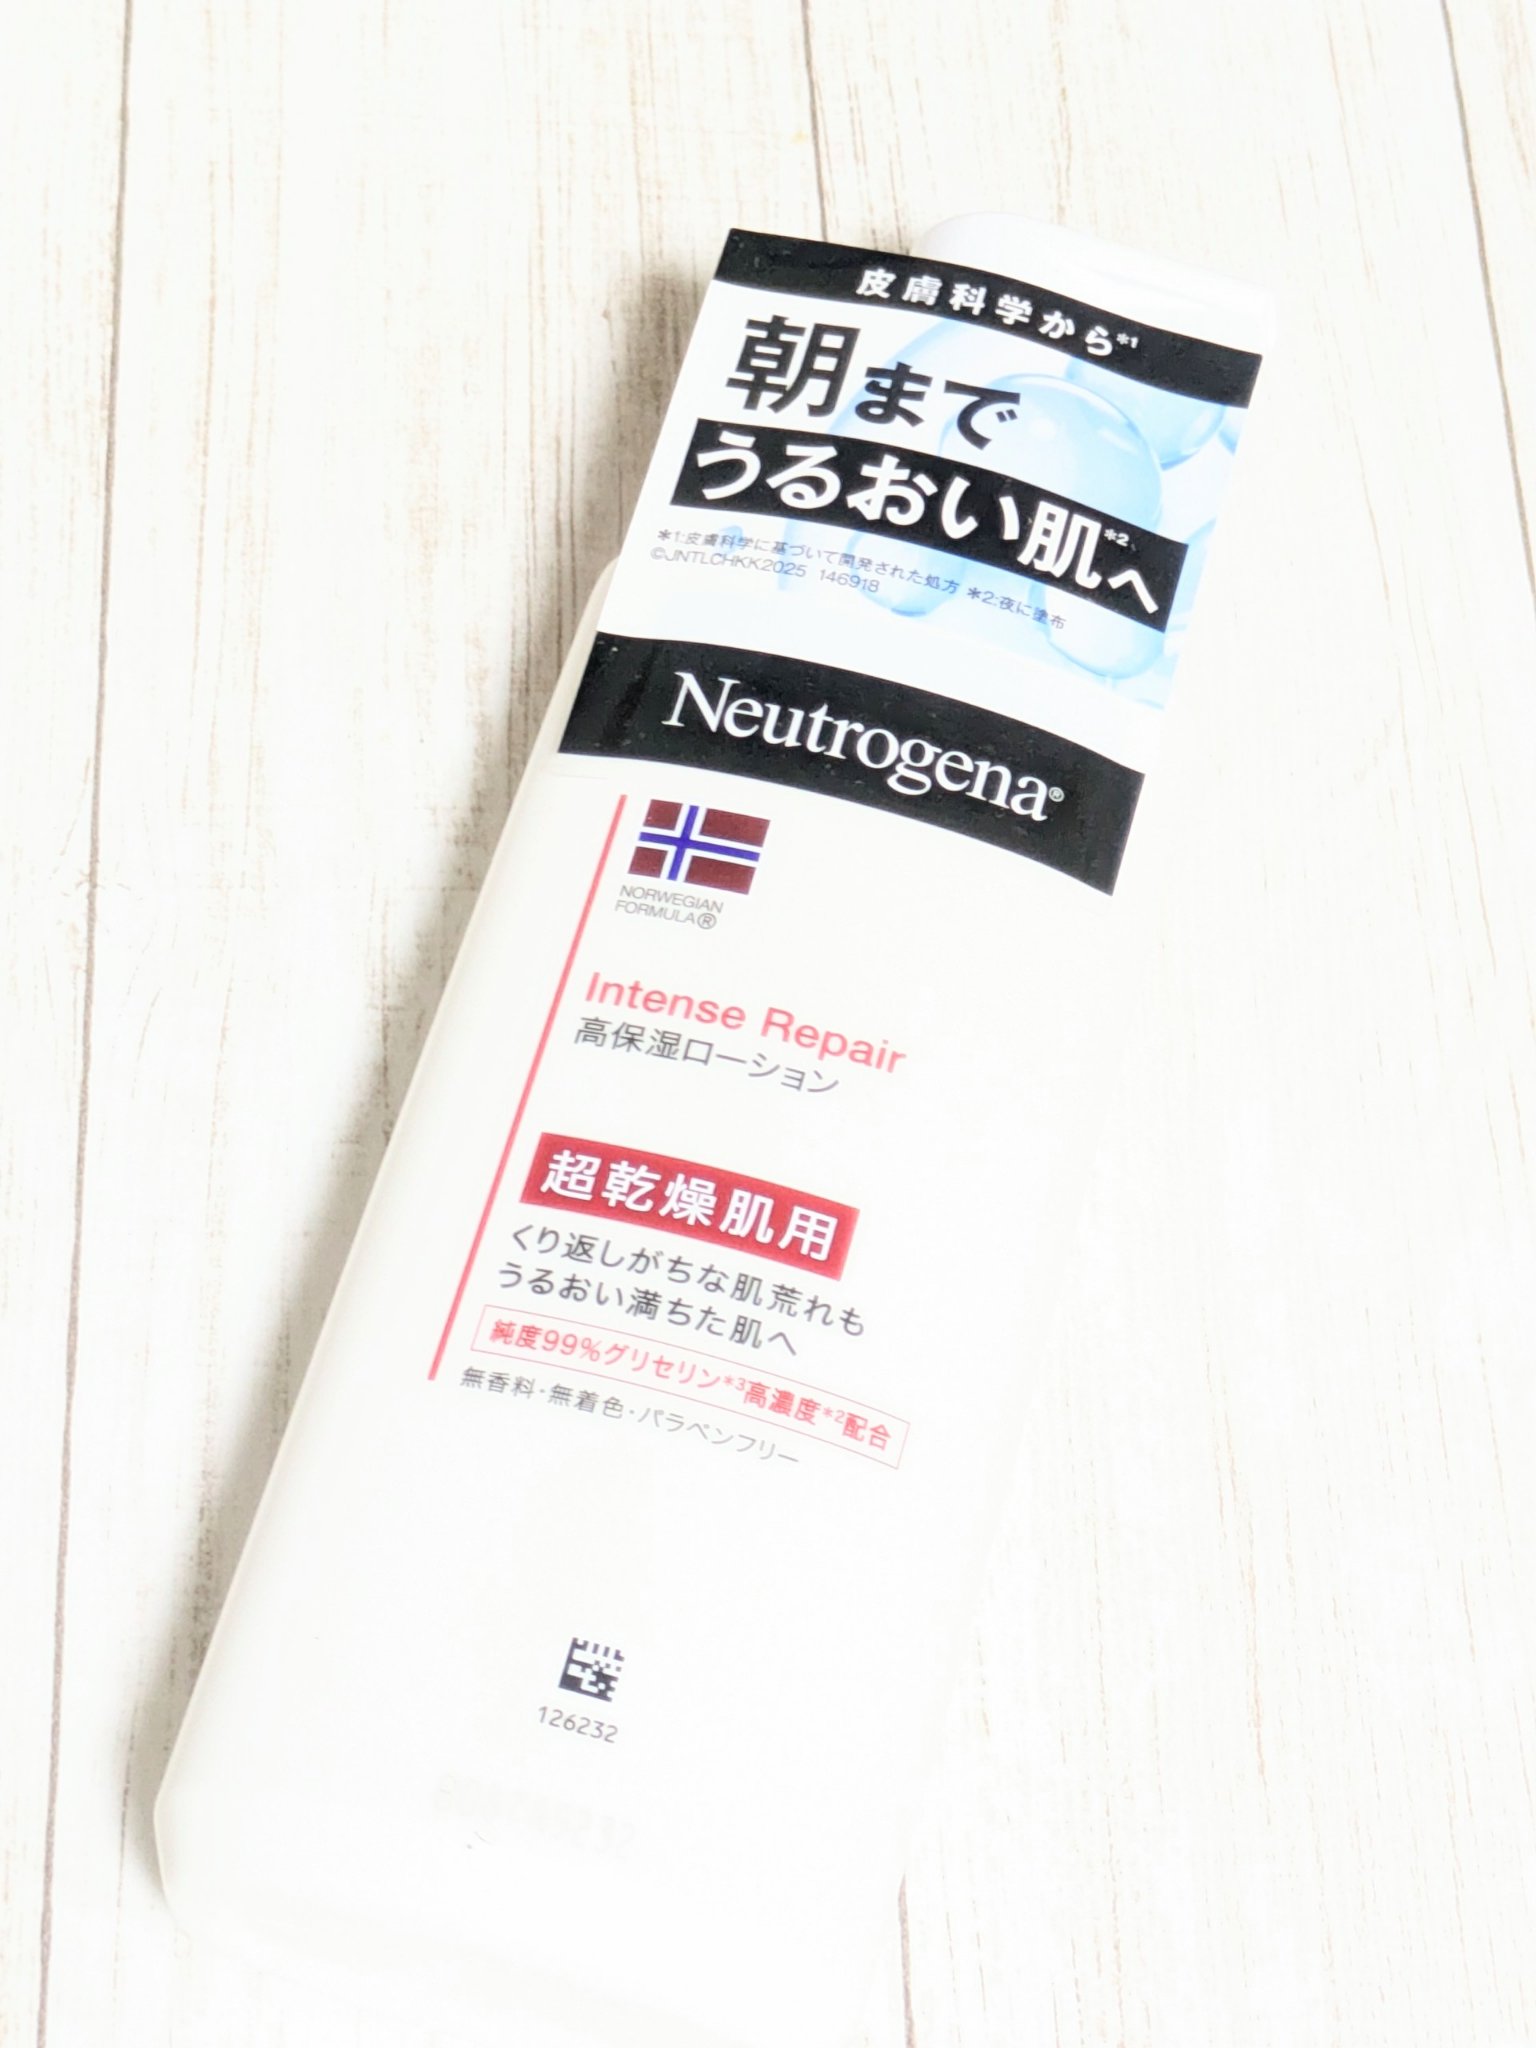 皮膚科学から*1
朝まで
うるおい肌*2へ
*1:皮膚科学に基づいて開発された処方 *2:夜に塗布
©JNTLCHKK2025 146918
Neutrogena®
NORWEGIAN
FORMULA®
Intense Repair
高保湿ローション
超乾燥肌用
くり返しがちな肌荒れも
うるおい満ちた肌へ
純度99%グリセリン*3高濃度*2配合
無香料・無着色・パラベンフリー
126232